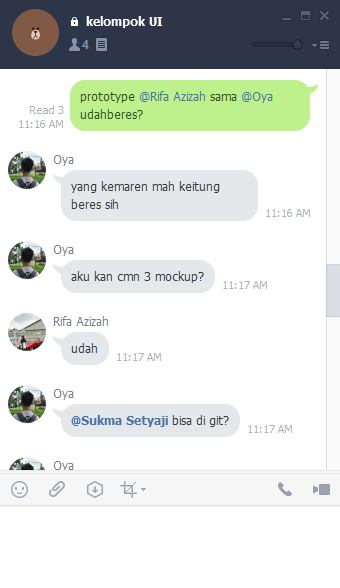 kelompok UI
4
prototype @Rifa Azizah sama @Oya
udahberes?
Read 3
11:16 AM
Oya
yang kemaren mah keitung
beres sih
11:16 AM
Oya
aku kan cmn 3 mockup?
11:17 AM
Rifa Azizah
udah
11:17 AM
Oya
@Sukma Setyaji bisa di git?
11:17 AM
Oya